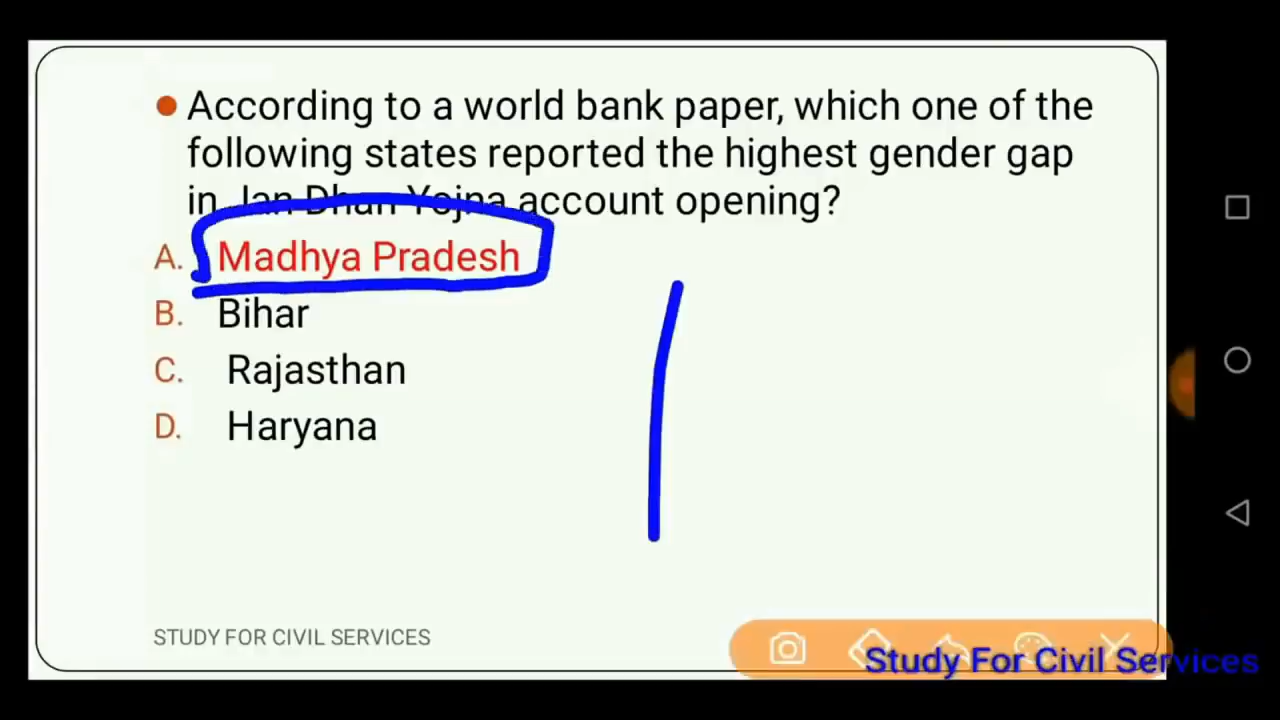 According to a world bank paper, which one of the
following states reported the highest gender gap
in Jan Dhan Yojna account opening?
A. Madhya Pradesh
B. Bihar
C. Rajasthan
D. Haryana
STUDY FOR CIVIL SERVICES
Study For Civil Services